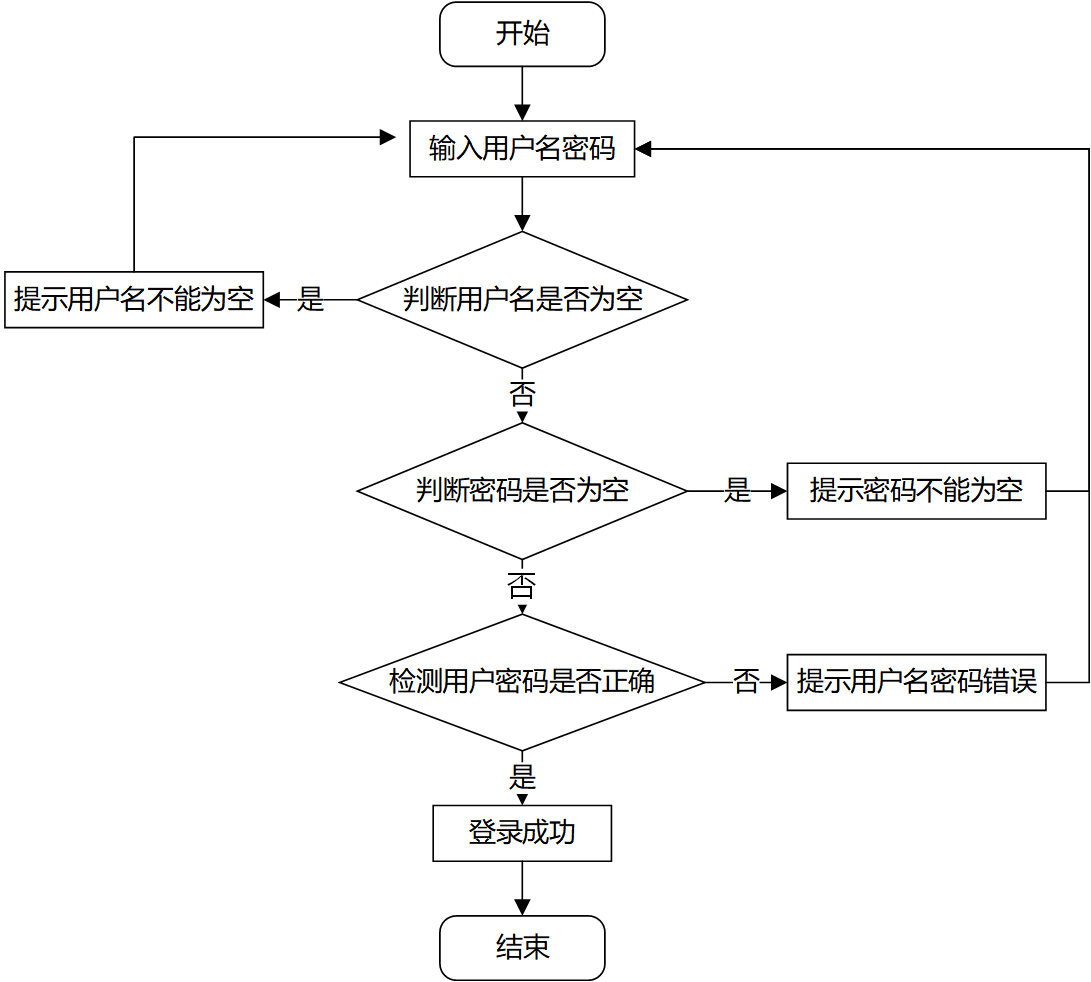 开始
输入用户名密码
提示用户名不能为空
是
判断用户名是否为空
否
判断密码是否为空
是
提示密码不能为空
否
检测用户密码是否正确
否
提示用户名密码错误
是
登录成功
结束